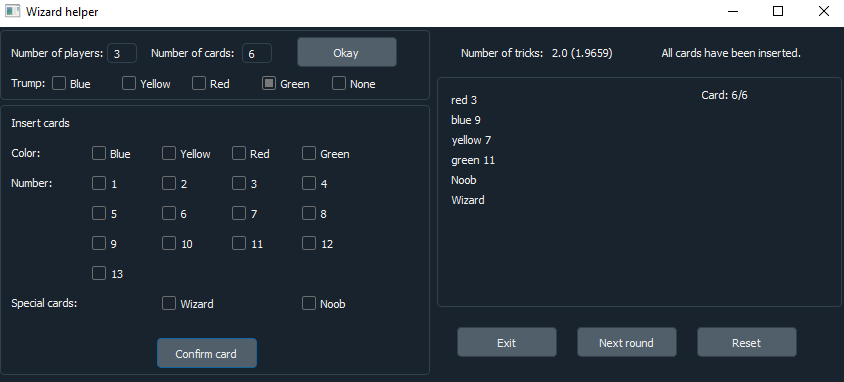 Wizard helper
Number of players: 3 Number of cards: 6 Okay
Trump: Blue Yellow Red Green None
Insert cards
Color: Blue Yellow Red Green
Number: 1 2 3 4
5 6 7 8
9 10 11 12
13
Special cards: Wizard Noob
Confirm card
Number of tricks: 2.0 (1.9659) All cards have been inserted.
red 3 Card: 6/6
blue 9
yellow 7
green 11
Noob
Wizard
Exit Next round Reset